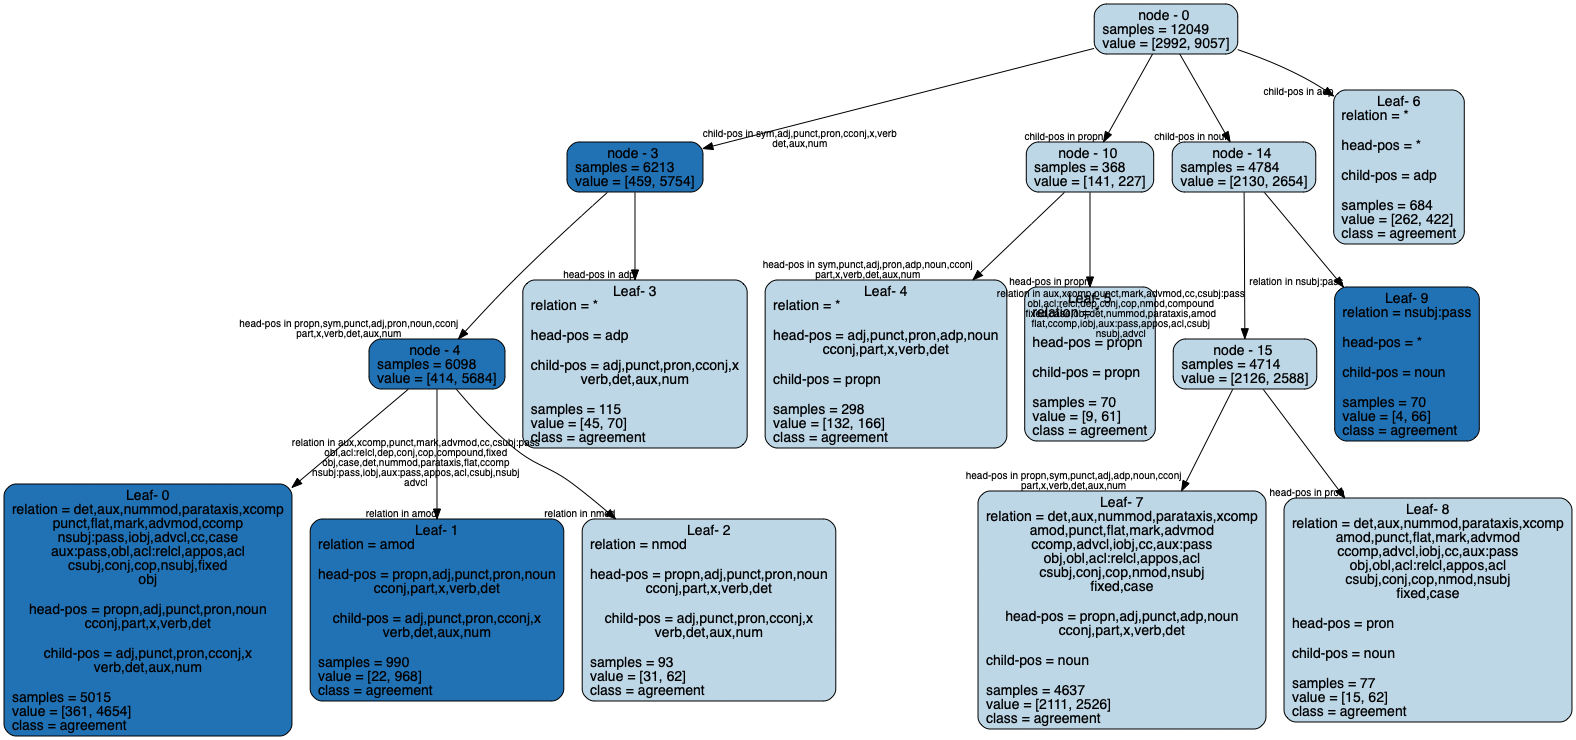 node - 0
samples = 12049
value = [2992, 9057]
child-pos in sym,adj,punct,pron,cconj,x,verb
det,aux,num
child-pos in propn
child-pos in noun
child-pos in adp
node - 3
samples = 6213
value = [459, 5754]
node - 10
samples = 368
value = [141, 227]
node - 14
samples = 4784
value = [2130, 2654]
Leaf- 6
relation = *
head-pos = *
child-pos = adp
samples = 684
value = [262, 422]
class = agreement
head-pos in propn,sym,punct,adj,pron,noun,cconj
part,x,verb,det,aux,num
head-pos in adp
head-pos in sym,punct,adj,pron,adp,noun,cconj
part,x,verb,det,aux,num
head-pos in propn
relation in aux,xcomp,punct,mark,advmod,cc,csubj:pass
obl,acl:relcl,dep,conj,cop,nmod,compound
fixed,case,obj,det,nummod,parataxis,amod
flat,ccomp,iobj,aux:pass,appos,acl,csubj
nsubj,advcl
relation in nsubj:pass
node - 4
samples = 6098
value = [414, 5684]
Leaf- 3
relation = *
head-pos = adp
child-pos = adj,punct,pron,cconj,x
verb,det,aux,num
samples = 115
value = [45, 70]
class = agreement
Leaf- 4
relation = *
head-pos = adj,punct,pron,adp,noun
cconj,part,x,verb,det
child-pos = propn
samples = 298
value = [132, 166]
class = agreement
Leaf- 5
relation = *
head-pos = propn
child-pos = propn
samples = 70
value = [9, 61]
class = agreement
node - 15
samples = 4714
value = [2126, 2588]
Leaf- 9
relation = nsubj:pass
head-pos = *
child-pos = noun
samples = 70
value = [4, 66]
class = agreement
relation in aux,xcomp,punct,mark,advmod,cc,csubj:pass
obl,acl:relcl,dep,conj,cop,compound,fixed
obj,case,det,nummod,parataxis,flat,ccomp
nsubj:pass,iobj,aux:pass,appos,acl,csubj,nsubj
advcl
relation in amod
relation in nmod
head-pos in propn,sym,punct,adj,adp,noun,cconj
part,x,verb,det,aux,num
head-pos in pron
Leaf- 0
relation = det,aux,nummod,parataxis,xcomp
punct,flat,mark,advmod,ccomp
nsubj:pass,iobj,advcl,cc,case
aux:pass,obl,acl:relcl,appos,acl
csubj,conj,cop,nsubj,fixed
obj
head-pos = propn,adj,punct,pron,noun
cconj,part,x,verb,det
child-pos = adj,punct,pron,cconj,x
verb,det,aux,num
samples = 5015
value = [361, 4654]
class = agreement
Leaf- 1
relation = amod
head-pos = propn,adj,punct,pron,noun
cconj,part,x,verb,det
child-pos = adj,punct,pron,cconj,x
verb,det,aux,num
samples = 990
value = [22, 968]
class = agreement
Leaf- 2
relation = nmod
head-pos = propn,adj,punct,pron,noun
cconj,part,x,verb,det
child-pos = adj,punct,pron,cconj,x
verb,det,aux,num
samples = 93
value = [31, 62]
class = agreement
Leaf- 7
relation = det,aux,nummod,parataxis,xcomp
amod,punct,flat,mark,advmod
ccomp,advcl,iobj,cc,aux:pass
obj,obl,acl:relcl,appos,acl
csubj,conj,cop,nmod,nsubj
fixed,case
head-pos = propn,adj,punct,adp,noun
cconj,part,x,verb,det
child-pos = noun
samples = 4637
value = [2111, 2526]
class = agreement
Leaf- 8
relation = det,aux,nummod,parataxis,xcomp
amod,punct,flat,mark,advmod
ccomp,advcl,iobj,cc,aux:pass
obj,obl,acl:relcl,appos,acl
csubj,conj,cop,nmod,nsubj
fixed,case
head-pos = pron
child-pos = noun
samples = 77
value = [15, 62]
class = agreement